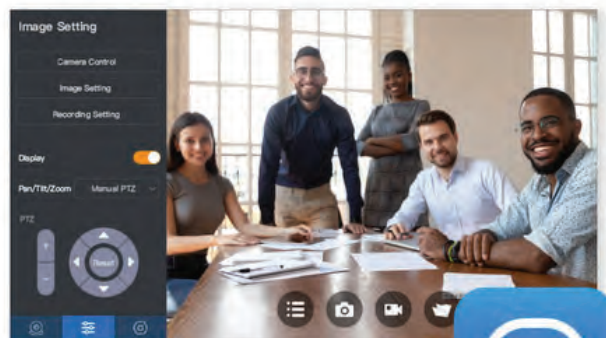 Image Setting
Camera Control
Image Setting
Recording Setting
Display
Pan/Tilt/Zoom Manual PTZ
PTZ
+
Reset
−